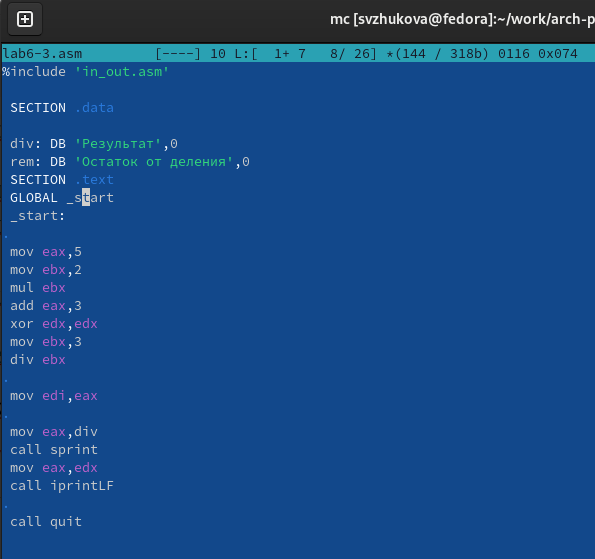 mc [svzhukova@fedora]:~/work/arch-p
lab6-3.asm [----] 10 L:[ 1+ 7 8/ 26] *(144 / 318b) 0116 0x074
%include 'in_out.asm'
SECTION .data
div: DB 'Результат',0
rem: DB 'Остаток от деления',0
SECTION .text
GLOBAL _start
_start:
.
mov eax,5
mov ebx,2
mul ebx
add eax,3
xor edx,edx
mov ebx,3
div ebx
.
mov edi,eax
.
mov eax,div
call sprint
mov eax,edx
call iprintLF
.
call quit